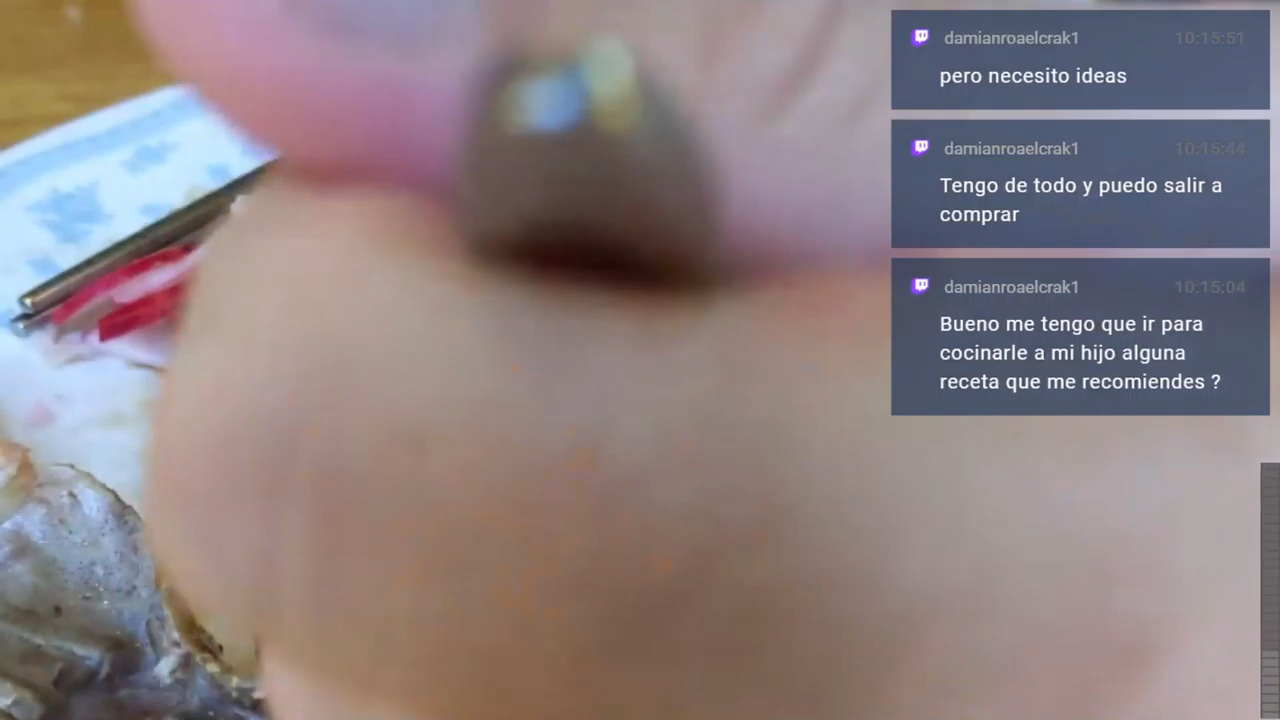 damianroaelcrak1 10:15:51
pero necesito ideas
damianroaelcrak1 10:15:44
Tengo de todo y puedo salir a
comprar
damianroaelcrak1 10:15:04
Bueno me tengo que ir para
cocinarle a mi hijo alguna
receta que me recomiendes ?